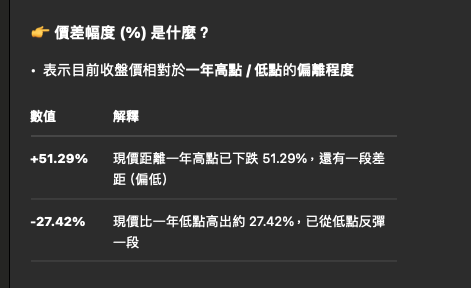 👉 價差幅度 (%) 是什麼？
• 表示目前收盤價相對於一年高點 / 低點的偏離程度
數值 解釋
+51.29% 現價距離一年高點已下跌 51.29%，還有一段差
距 (偏低)
-27.42% 現價比一年低點高出約 27.42%，已從低點反彈
一段